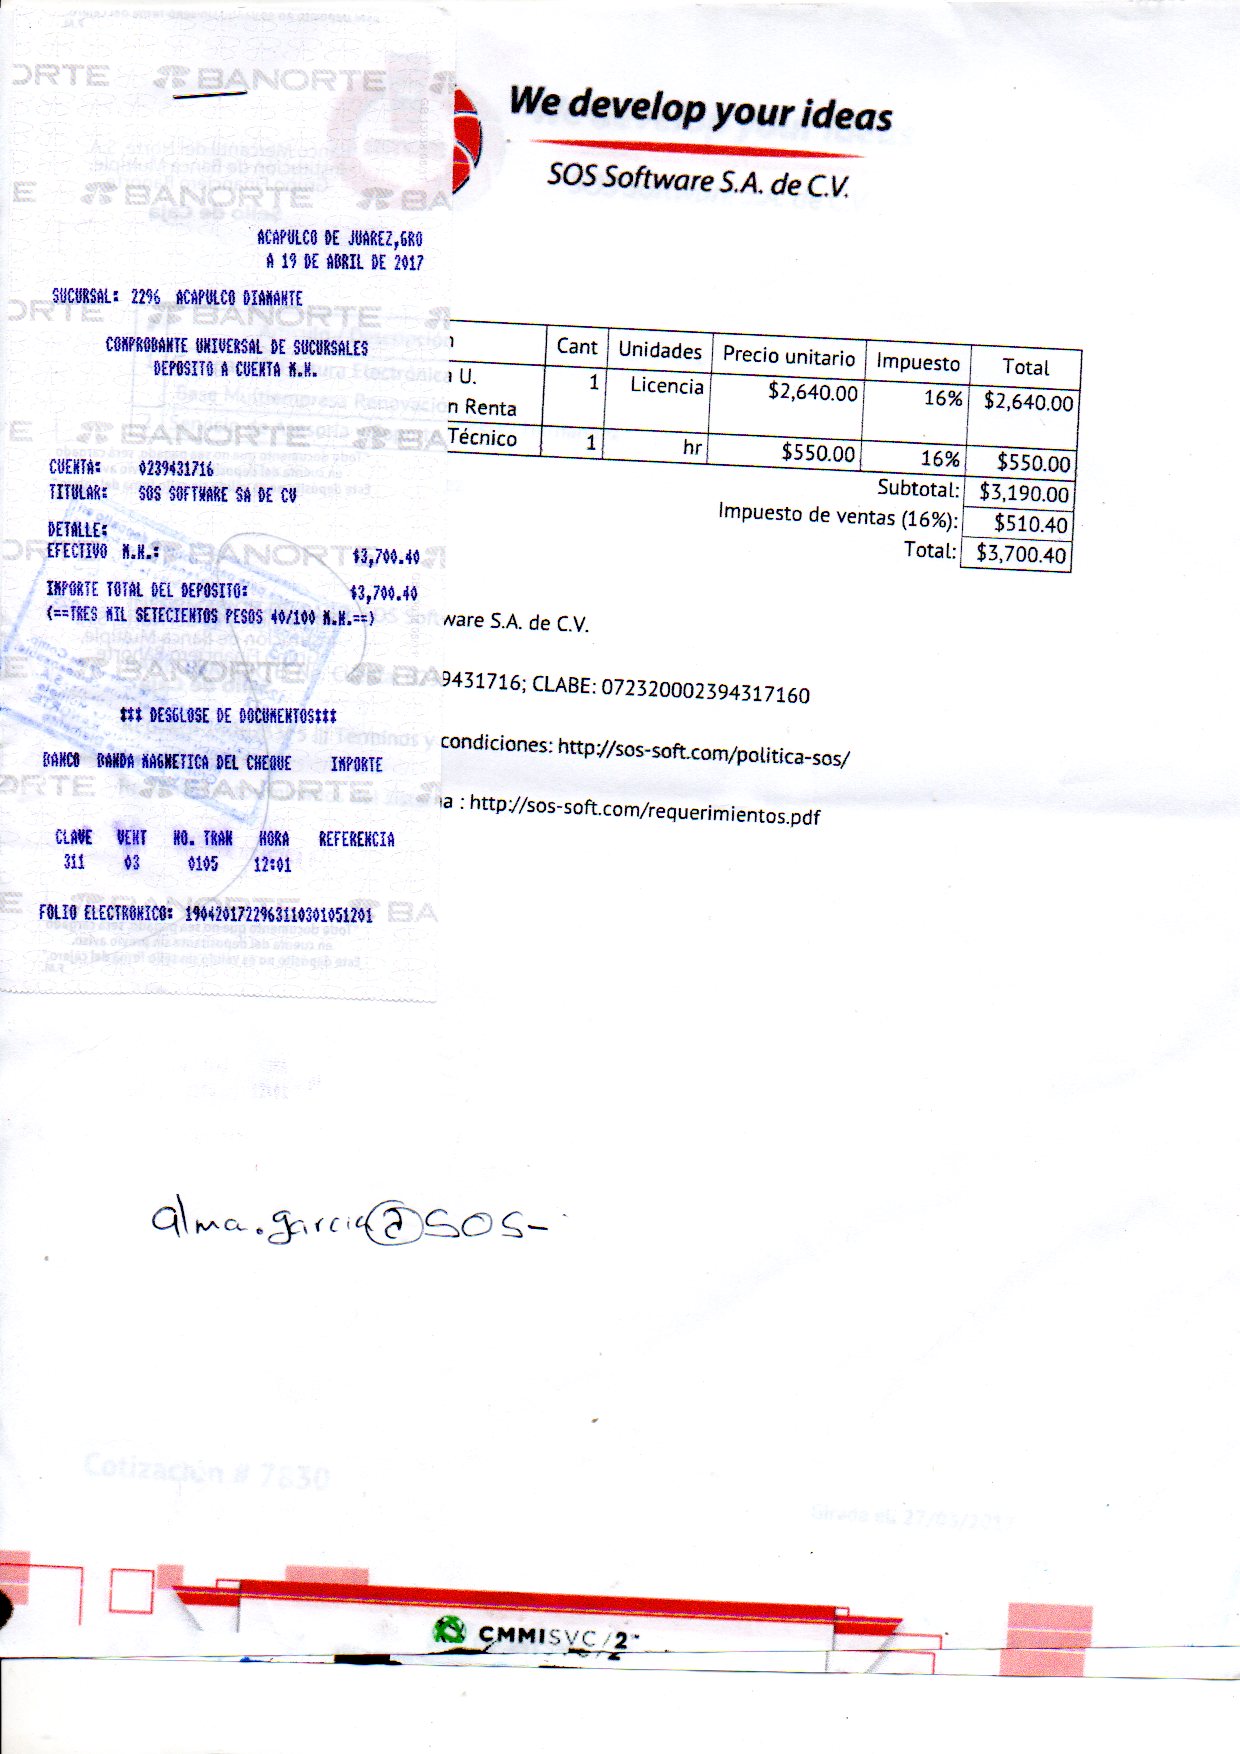 BANORTE
ACAPULCO DE JUAREZ,GRO
A 19 DE ABRIL DE 2017
SUCURSAL: 2296 ACAPULCO DIAMANTE
COMPROBANTE UNIVERSAL DE SUCURSALES
DEPOSITO A CUENTA M.N.
CUENTA: 0239431716
TITULAR: SOS SOFTWARE SA DE CV
DETALLE:
EFECTIVO M.N.: $3,700.40
IMPORTE TOTAL DEL DEPOSITO: $3,700.40
(==TRES MIL SETECIENTOS PESOS 40/100 M.N.==)
*** DESGLOSE DE DOCUMENTOS***
BANCO BANDA MAGNETICA DEL CHEQUE IMPORTE
CLAVE VENT NO. TRAN HORA REFERENCIA
311 03 0105 12:01
FOLIO ELECTRONICO: 1904201722963110301051201
We develop your ideas
SOS Software S.A. de C.V.
Cant Unidades Precio unitario Impuesto Total
U. 1 Licencia $2,640.00 16% $2,640.00
n Renta
Técnico 1 hr $550.00 16% $550.00
Subtotal: $3,190.00
Impuesto de ventas (16%): $510.40
Total: $3,700.40
ware S.A. de C.V.
9431716; CLABE: 072320002394317160
condiciones: http://sos-soft.com/politica-sos/
a : http://sos-soft.com/requerimientos.pdf
alma.garcia@SOS-
Cotización # 7830
CMMISVC/2